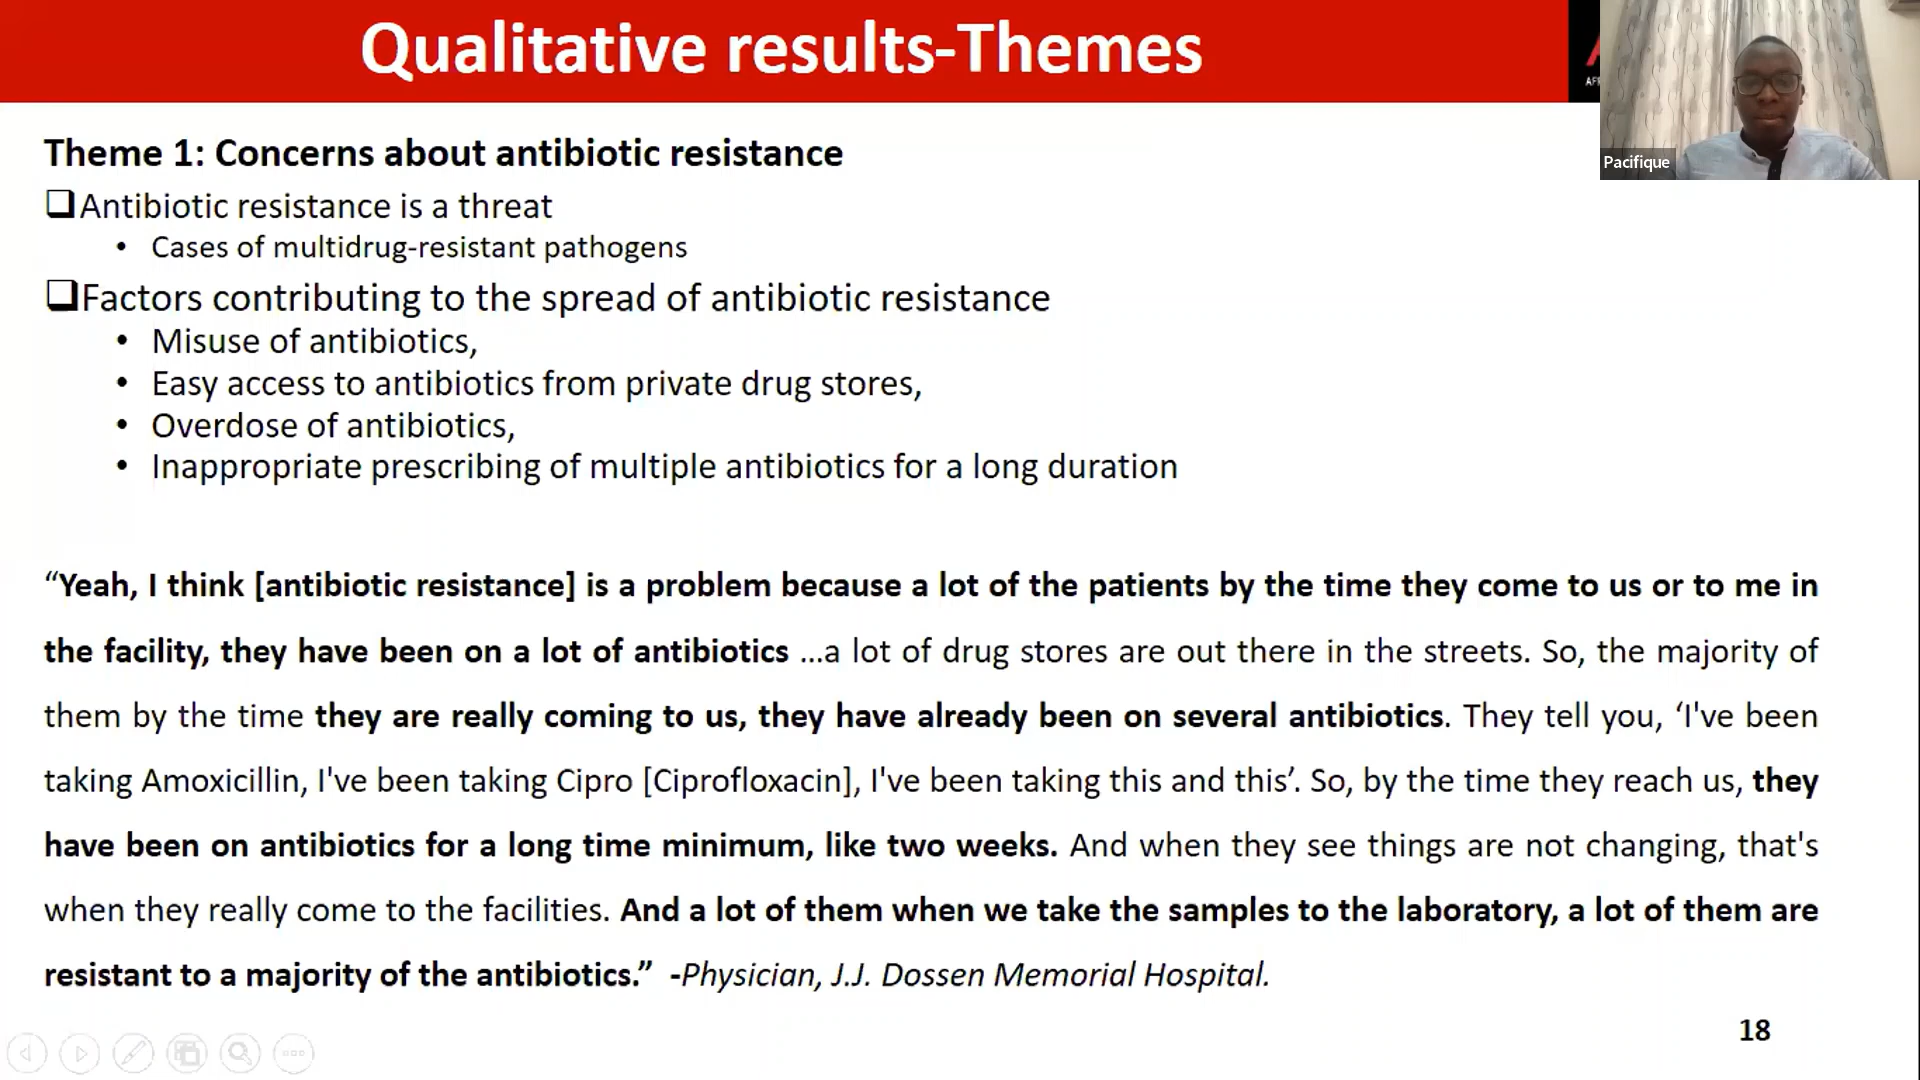 Qualitative results-Themes
AFR
Pacifique
Theme 1: Concerns about antibiotic resistance
Antibiotic resistance is a threat
• Cases of multidrug-resistant pathogens
Factors contributing to the spread of antibiotic resistance
• Misuse of antibiotics,
• Easy access to antibiotics from private drug stores,
• Overdose of antibiotics,
• Inappropriate prescribing of multiple antibiotics for a long duration
“Yeah, I think [antibiotic resistance] is a problem because a lot of the patients by the time they come to us or to me in
the facility, they have been on a lot of antibiotics ...a lot of drug stores are out there in the streets. So, the majority of
them by the time they are really coming to us, they have already been on several antibiotics. They tell you, ‘I've been
taking Amoxicillin, I've been taking Cipro [Ciprofloxacin], I've been taking this and this’. So, by the time they reach us, they
have been on antibiotics for a long time minimum, like two weeks. And when they see things are not changing, that's
when they really come to the facilities. And a lot of them when we take the samples to the laboratory, a lot of them are
resistant to a majority of the antibiotics.” -Physician, J.J. Dossen Memorial Hospital.
18